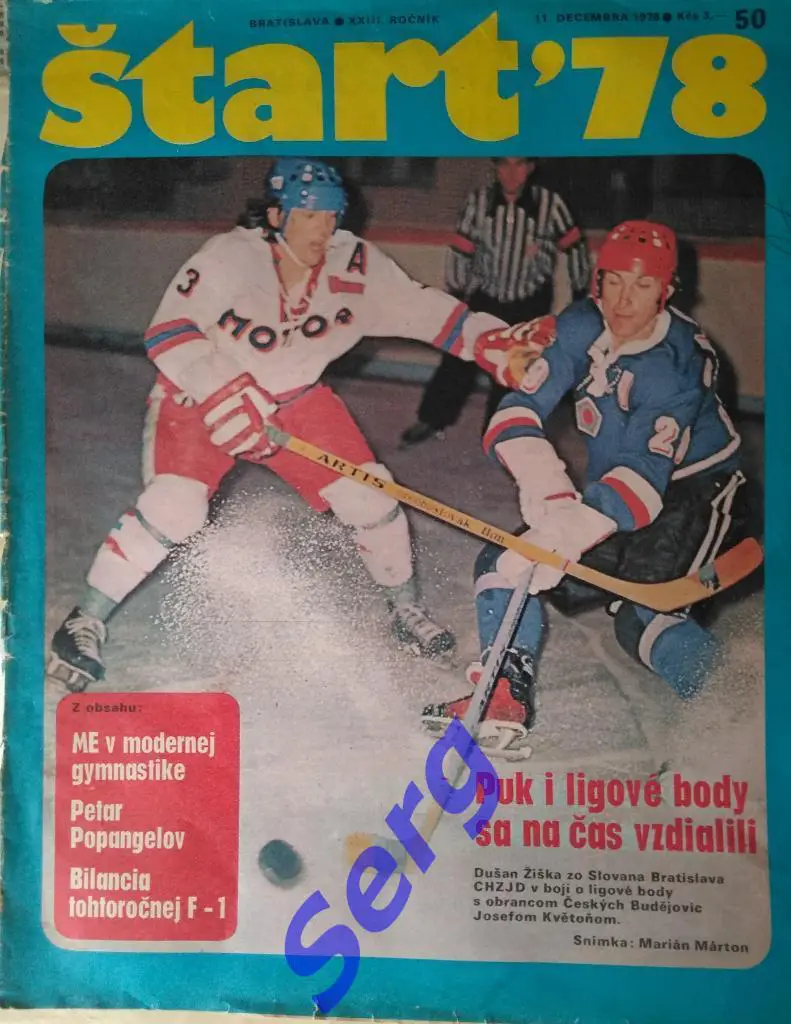 BRATISLAVA ● XXIII. ROČNÍK
11. DECEMBRA 1978 ● Kčs 3,— 50
štart'78
3
A
MOTOR
21
ARTIS
Z obsahu:
ME v modernej
gymnastike
Petar
Popangelov
Bilancia
tohtoročnej F - 1
Puk i ligové body
sa na čas vzdialili
Dušan Žiška zo Slovana Bratislava
CHZJD v boji o ligové body
s obrancom Českých Budějovic
Josefom Květoňom.
Snímka: Marián Márton
Serg